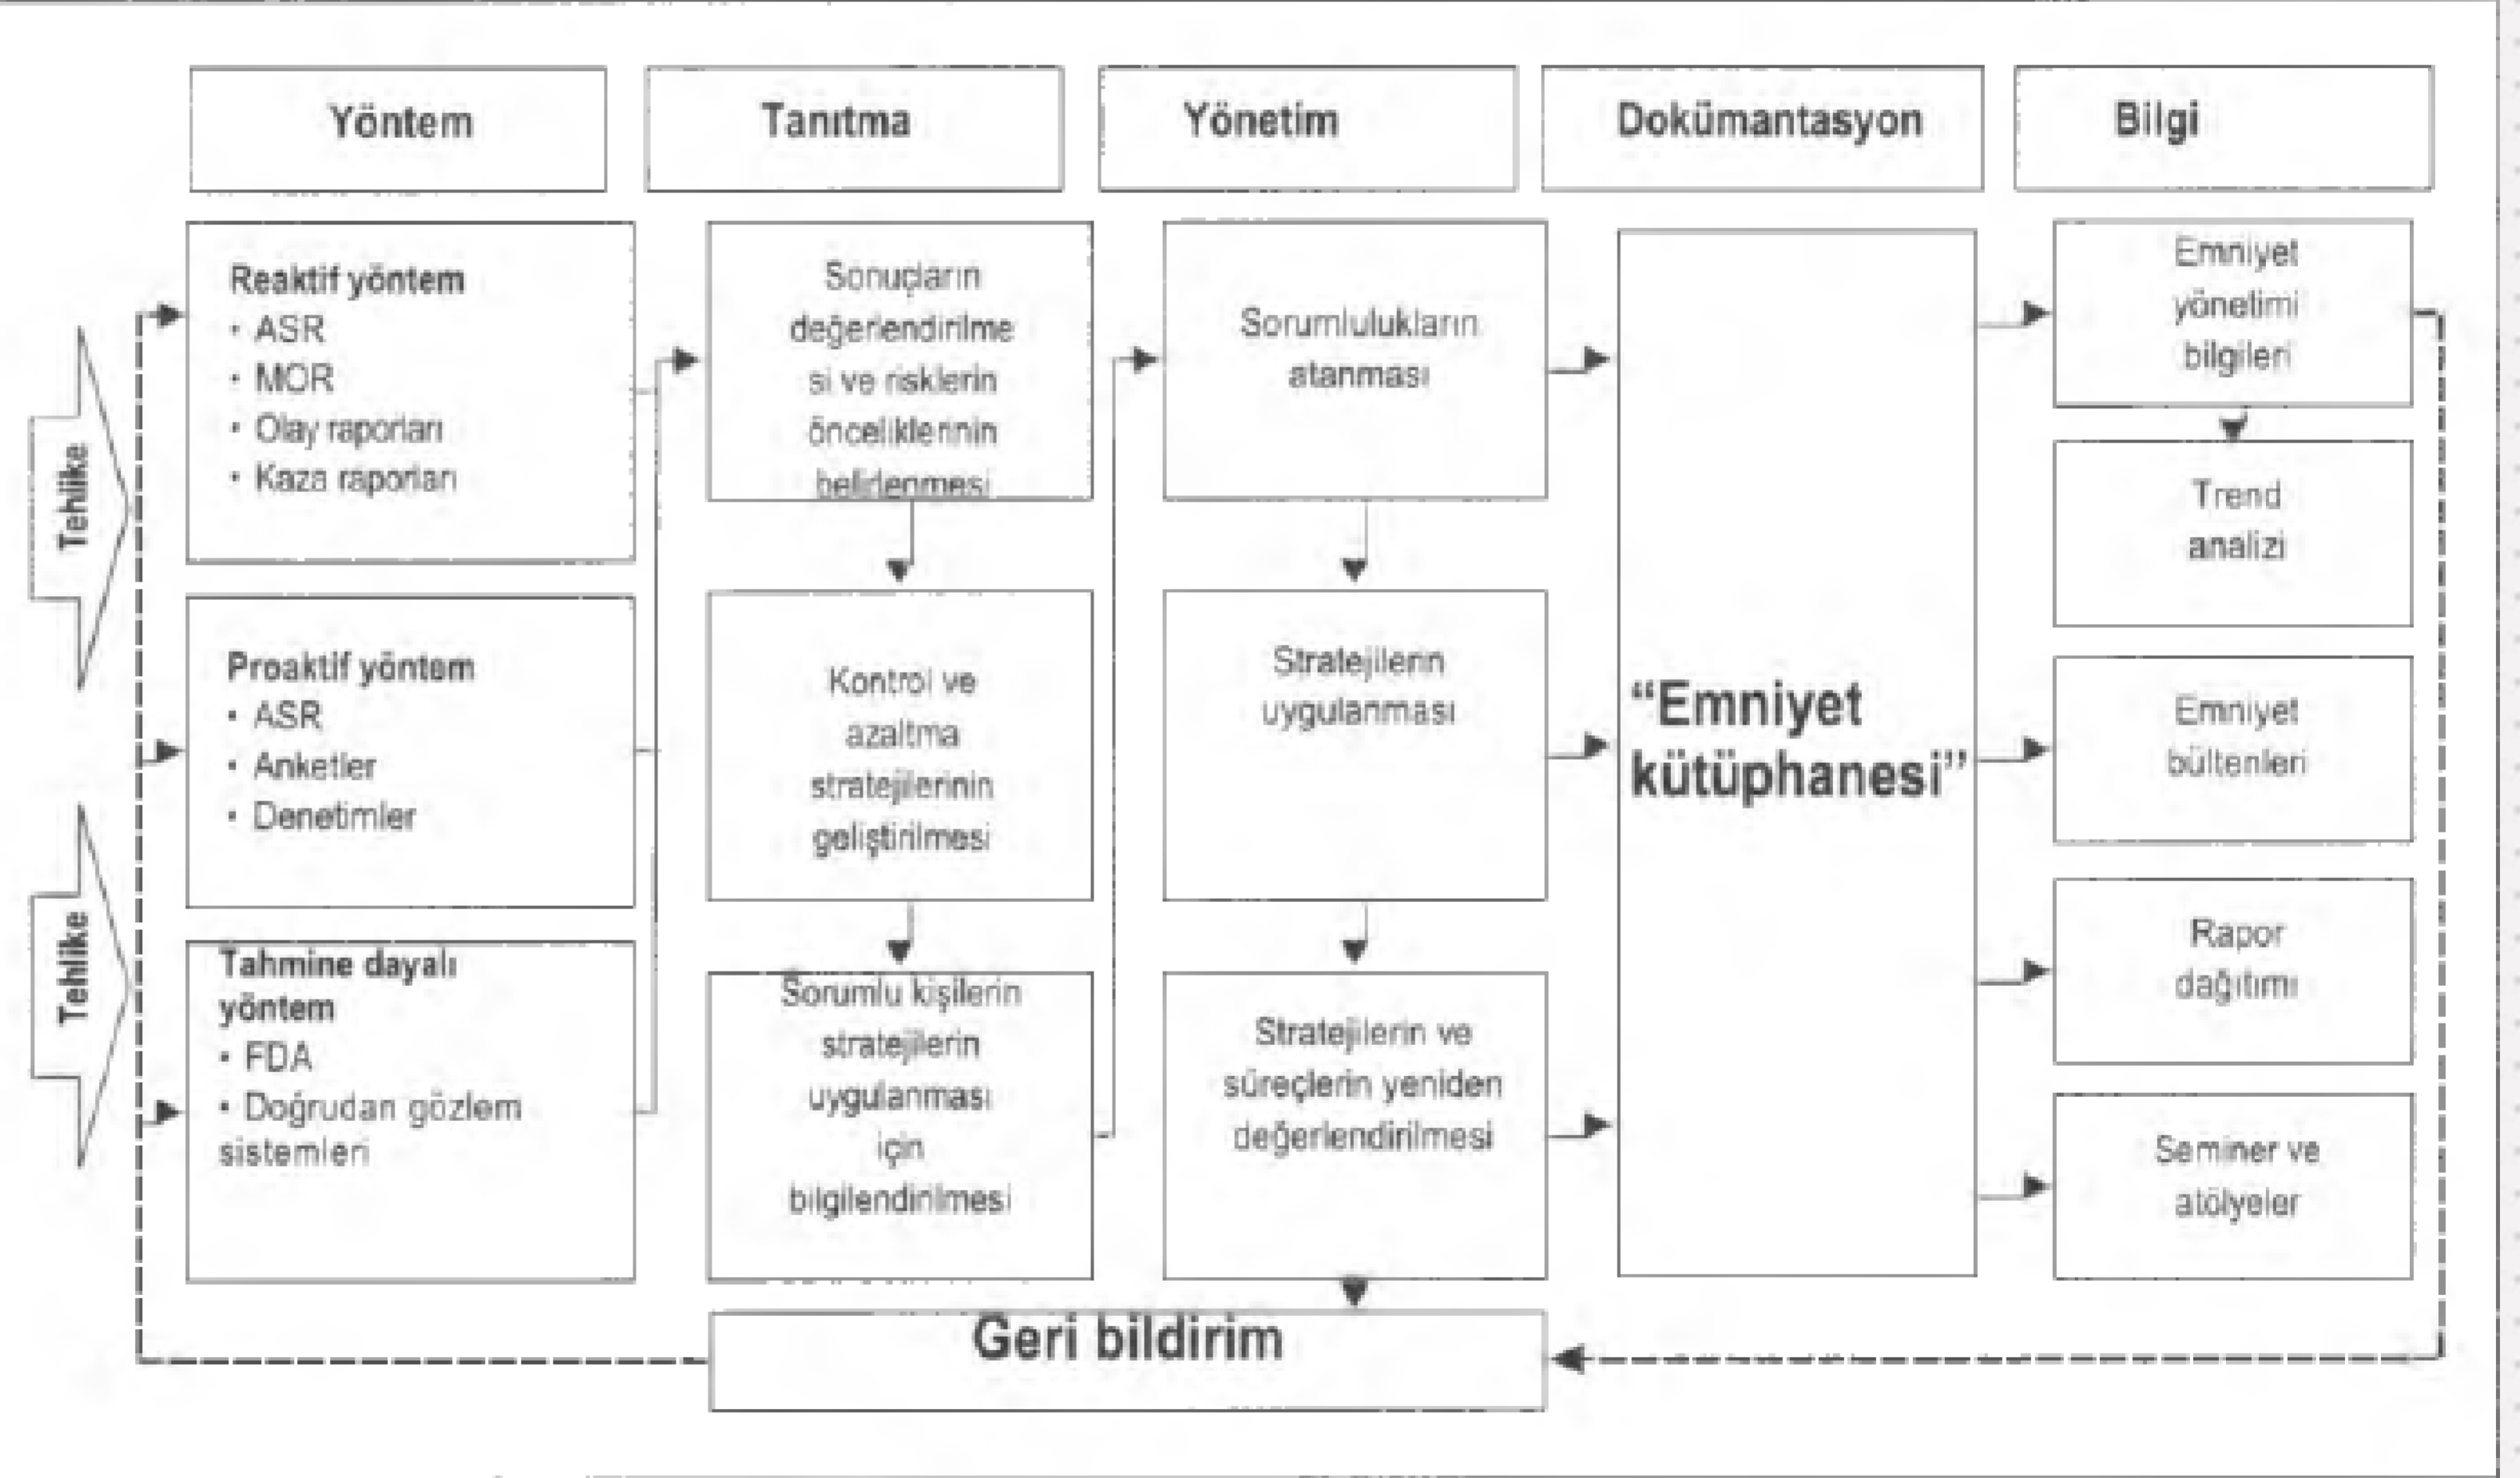 Yöntem
Tanıtma
Yönetim
Dokümantasyon
Bilgi
Tehlike
Tehlike
Reaktif yöntem
• ASR
• MOR
• Olay raporları
• Kaza raporları
Proaktif yöntem
• ASR
• Anketler
• Denetimler
Tahmine dayalı
yöntem
• FDA
• Doğrudan gözlem
sistemleri
Sonuçların
değerlendirilme
si ve risklerin
önceliklerinin
belirlenmesi
Kontrol ve
azaltma
stratejilerinin
geliştirilmesi
Sorumlu kişilerin
stratejilerin
uygulanması
için
bilgilendirilmesi
Sorumlulukların
atanması
Stratejilerin
uygulanması
Stratejilerin ve
süreçlerin yeniden
değerlendirilmesi
“Emniyet
kütüphanesi”
Emniyet
yönetimi
bilgileri
Trend
analizi
Emniyet
bültenleri
Rapor
dağıtımı
Seminer ve
atölyeler
Geri bildirim